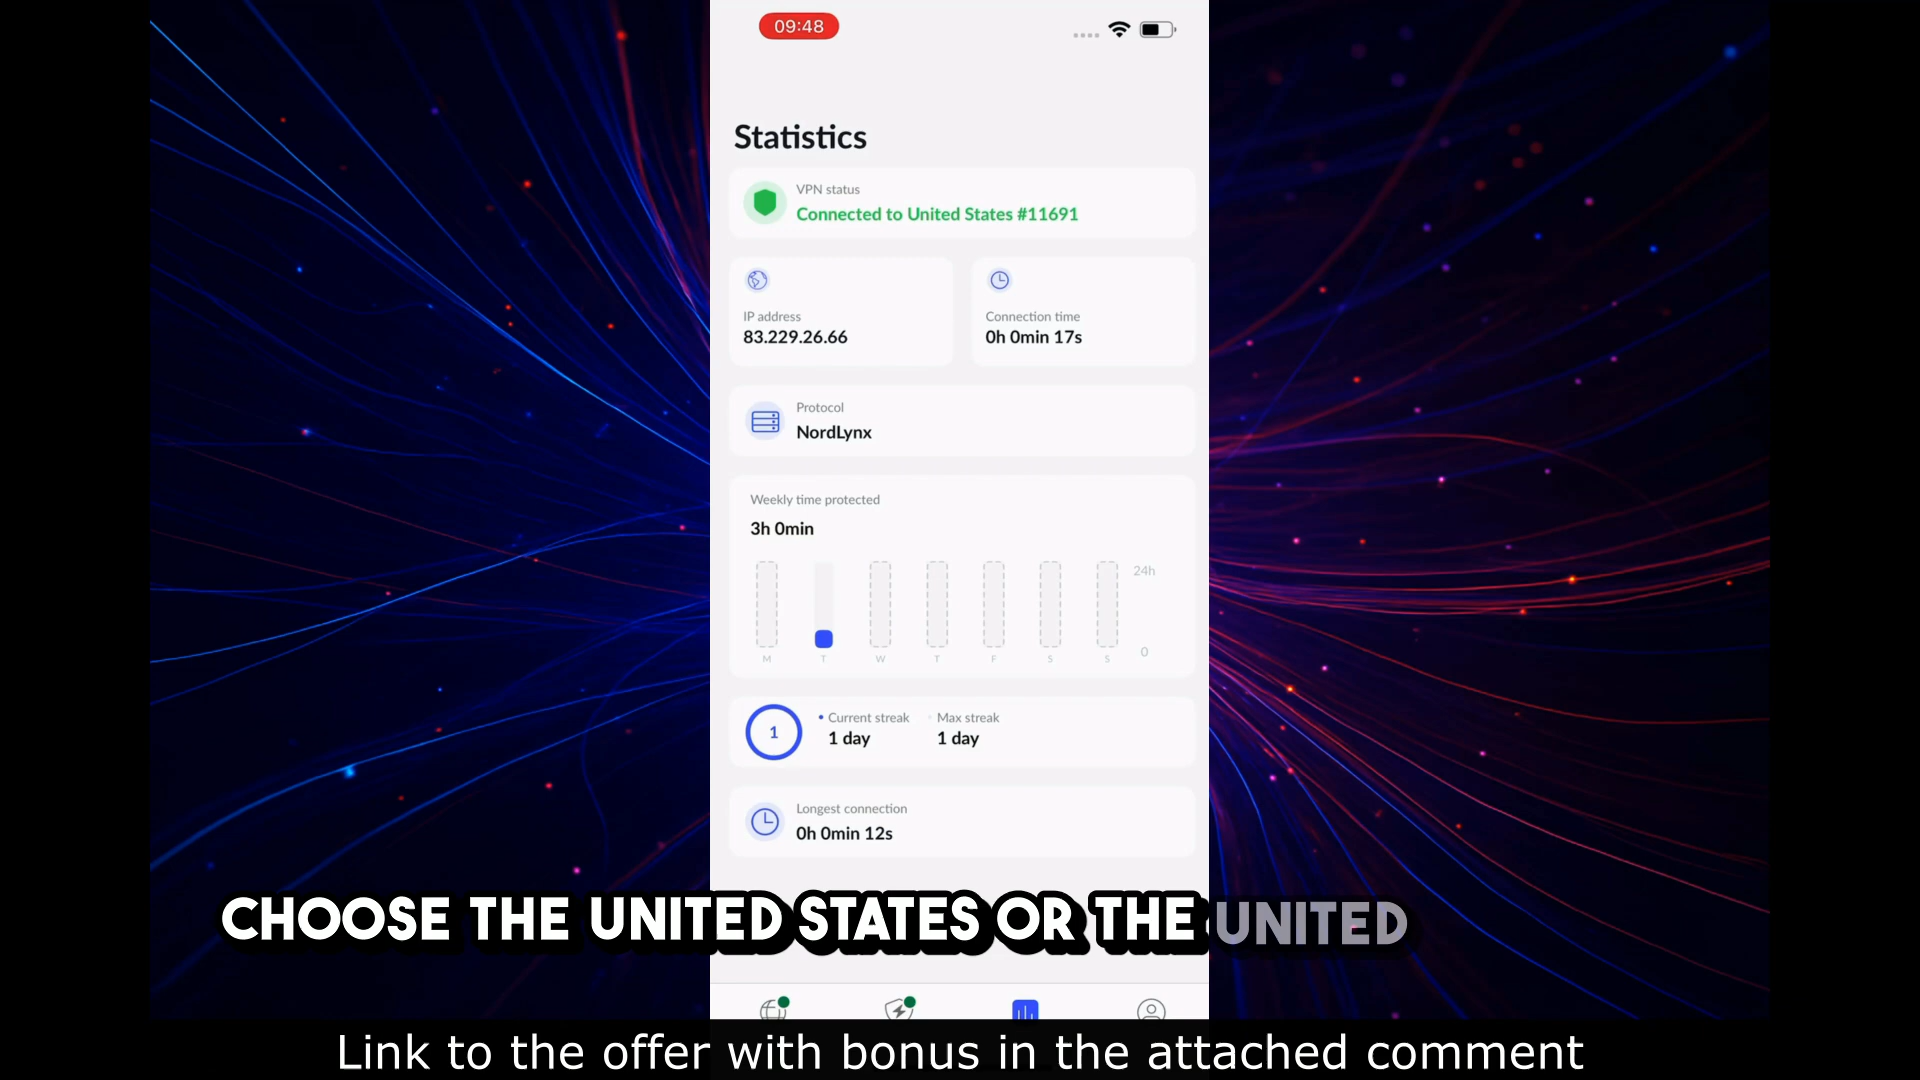 09:48
Statistics
VPN status
Connected to United States #11691
IP address
83.229.26.66
Connection time
0h 0min 17s
Protocol
NordLynx
Weekly time protected
3h 0min
24h
0
M T W T F S S
1
Current streak
1 day
Max streak
1 day
Longest connection
0h 0min 12s
CHOOSE THE UNITED STATES OR THE UNITED
Link to the offer with bonus in the attached comment